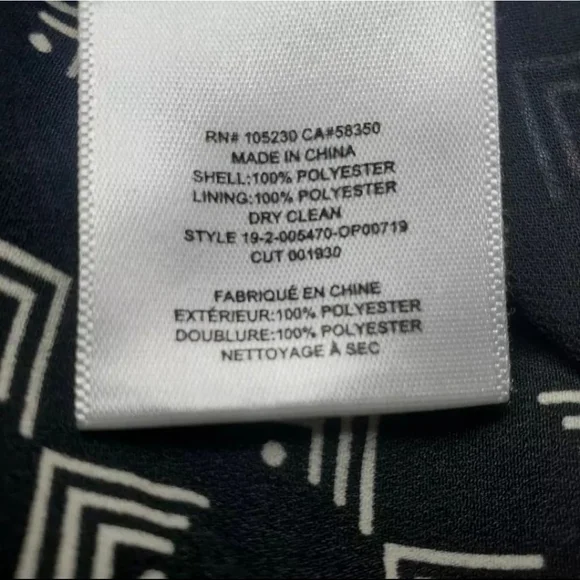 RN# 105230 CA#58350
MADE IN CHINA
SHELL:100% POLYESTER
LINING:100% POLYESTER
DRY CLEAN
STYLE 19-2-005470-OP00719
CUT 001930
FABRIQUÉ EN CHINE
EXTÉRIEUR:100% POLYESTER
DOUBLURE:100% POLYESTER
NETTOYAGE À SEC